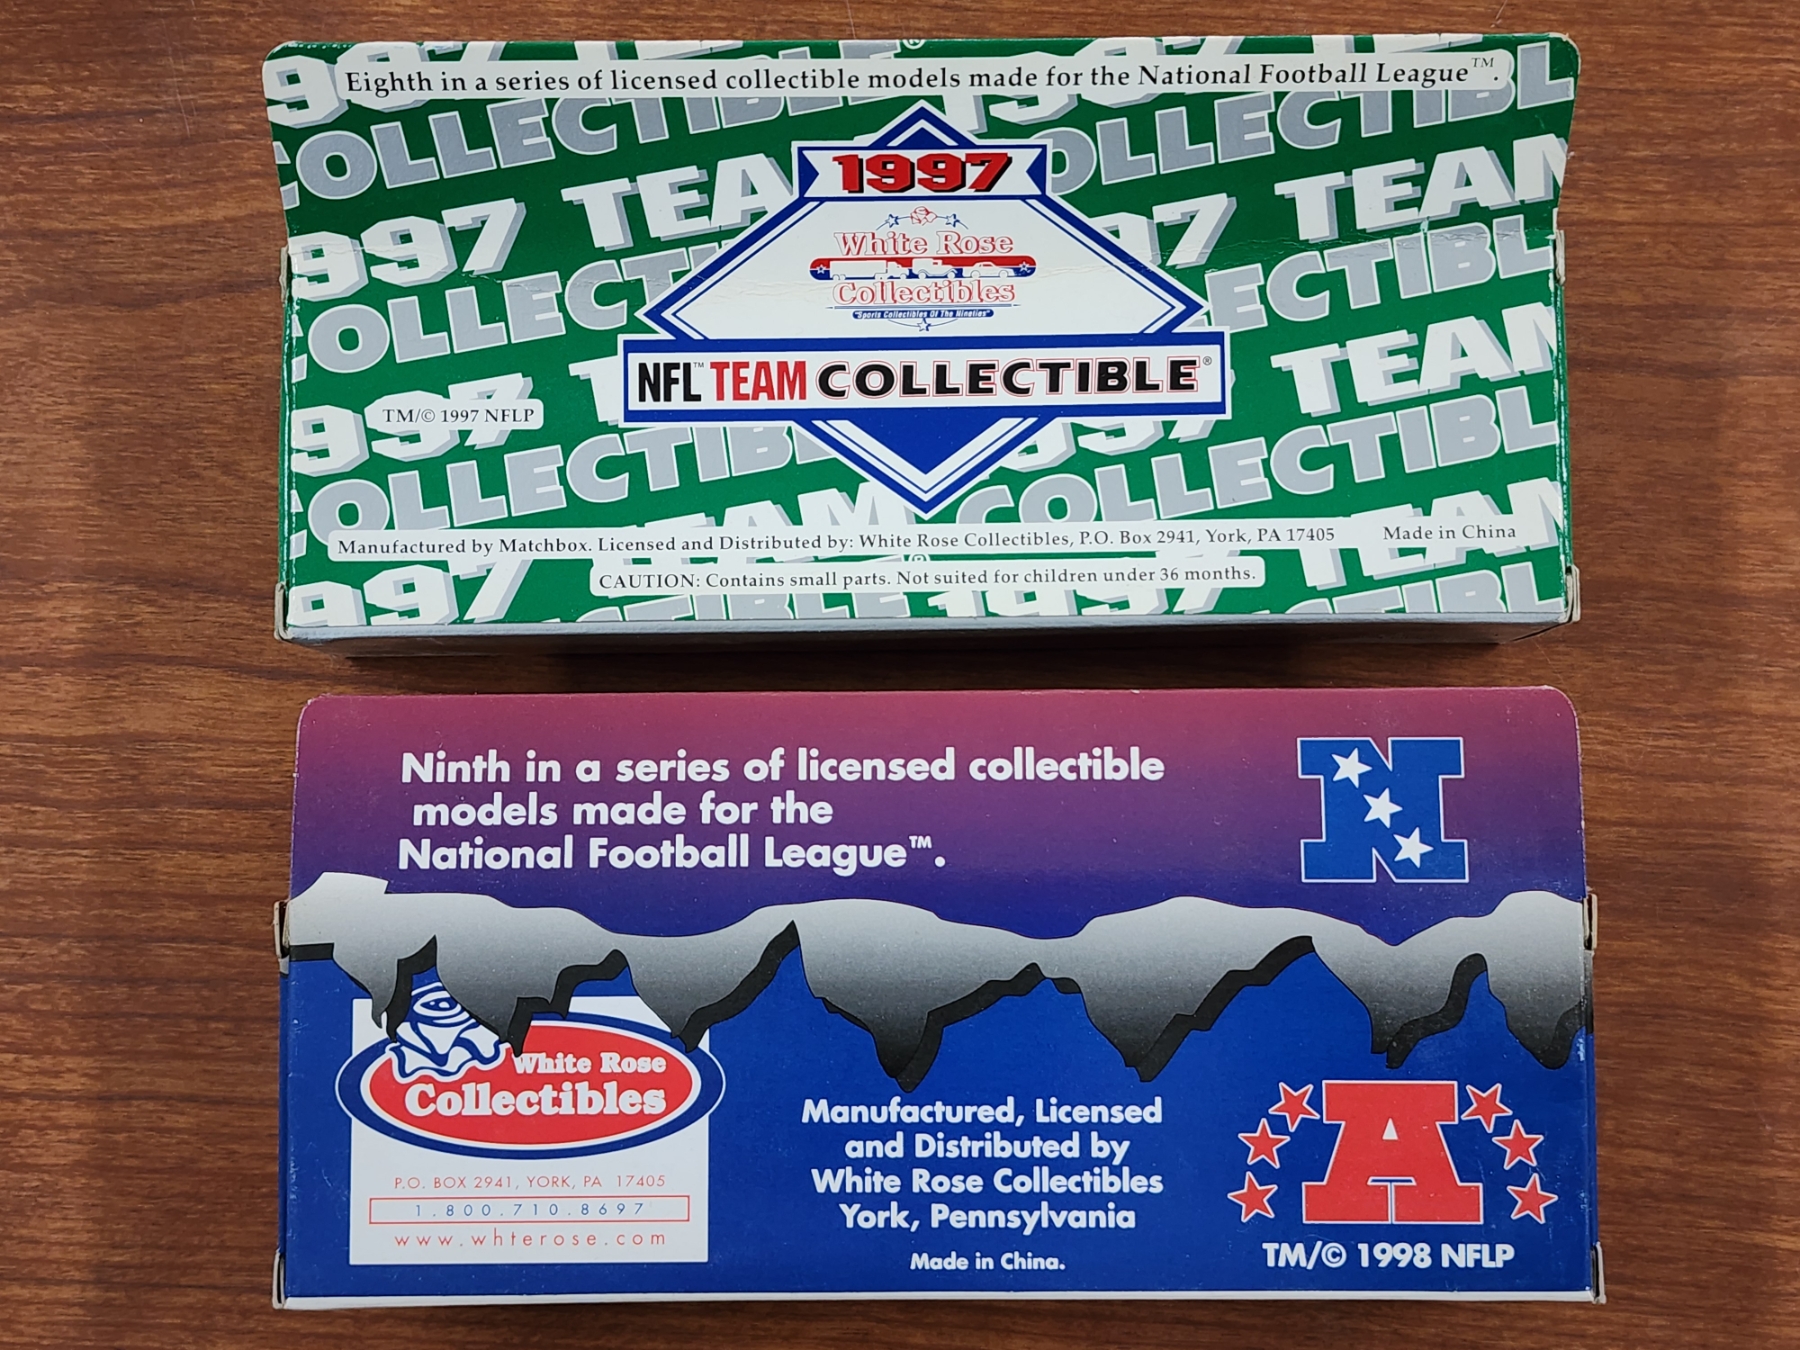 Eighth in a series of licensed collectible models made for the National Football League™.
1997
White Rose
Collectibles
"Sports Collectibles Of The Nineties"
NFL™ TEAM COLLECTIBLE®
TM/© 1997 NFLP
1997 TEAM
COLLECTIBLE
Manufactured by Matchbox. Licensed and Distributed by: White Rose Collectibles, P.O. Box 2941, York, PA 17405 Made in China
CAUTION: Contains small parts. Not suited for children under 36 months.
Ninth in a series of licensed collectible
models made for the
National Football League™.
N
White Rose
Collectibles
P.O. BOX 2941, YORK, PA 17405
1.800.710.8697
www.whterose.com
Manufactured, Licensed
and Distributed by
White Rose Collectibles
York, Pennsylvania
Made in China.
A
TM/© 1998 NFLP